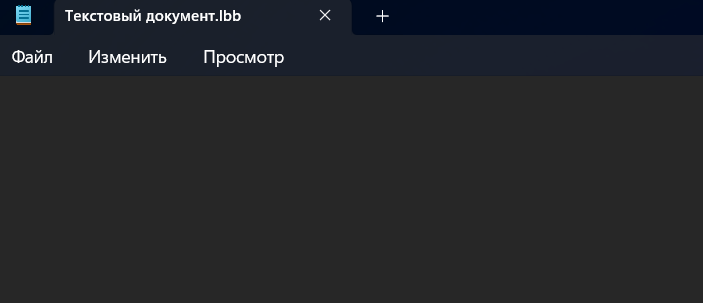 Текстовый документ.lbb
Файл Изменить Просмотр